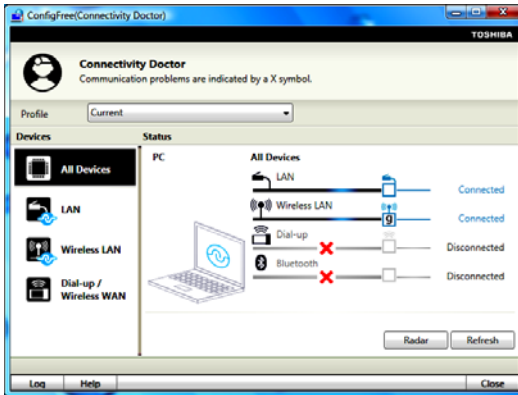 ConfigFree(Connectivity Doctor)
TOSHIBA
Connectivity Doctor
Communication problems are indicated by a X symbol.
Profile
Current
Devices
Status
All Devices
LAN
Wireless LAN
Dial-up /
Wireless WAN
PC
All Devices
LAN
Connected
Wireless LAN
g
Connected
Dial-up
Disconnected
Bluetooth
Disconnected
Radar
Refresh
Log
Help
Close